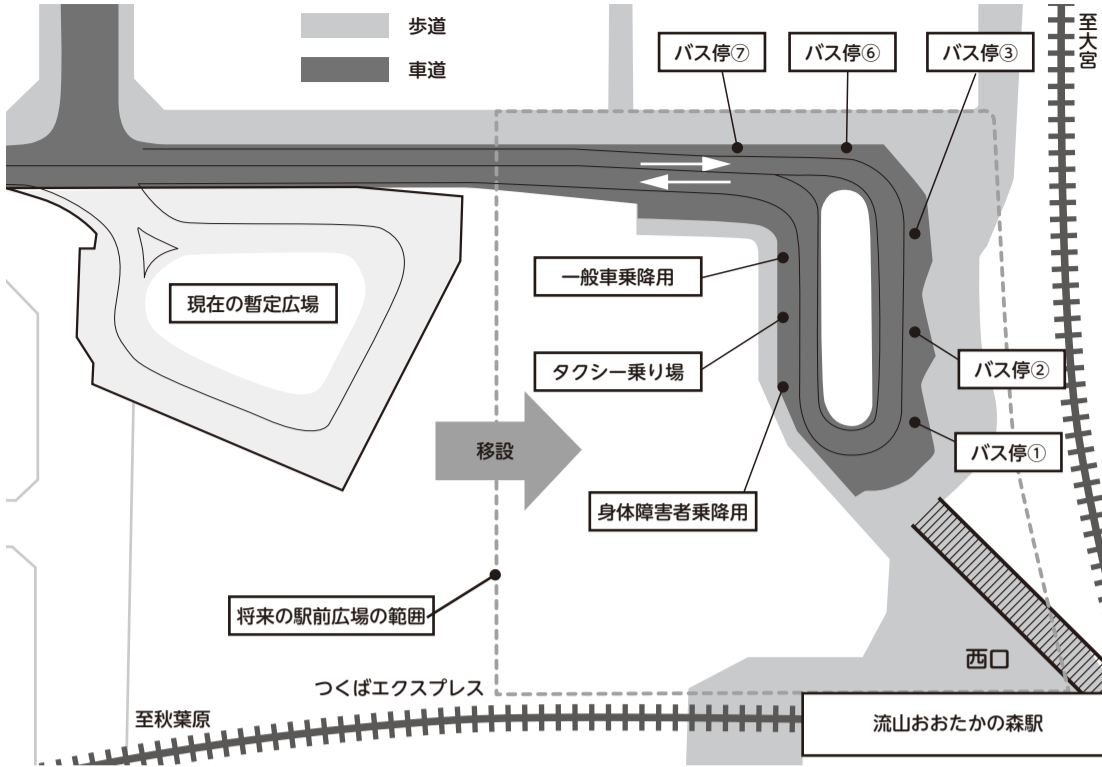 歩道
車道
至大宮
バス停⑦
バス停⑥
バス停③
一般車乗降用
現在の暫定広場
タクシー乗り場
バス停②
移設
バス停①
身体障害者乗降用
将来の駅前広場の範囲
西口
つくばエクスプレス
至秋葉原
流山おおたかの森駅